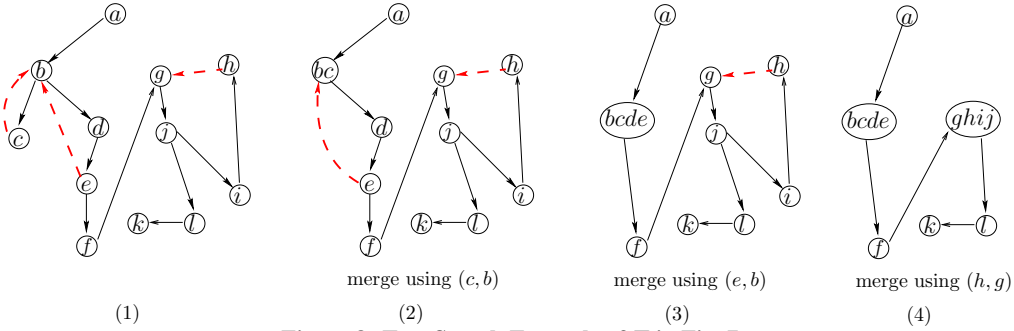 a
a
a
a
b
bc
g
h
g
h
g
h
c
d
j
d
j
bcde
j
bcde
ghij
e
i
e
i
i
f
k
l
f
k
l
f
k
l
f
k
l
merge using (c, b)
merge using (e, b)
merge using (h, g)
(1)
(2)
(3)
(4)